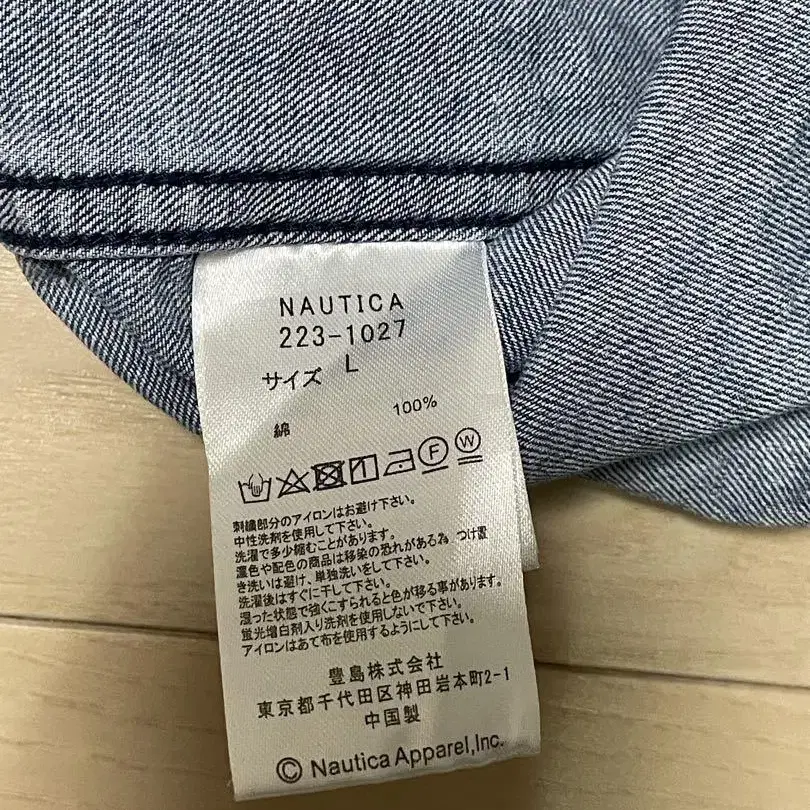 NAUTICA
223-1027
サイズ L
綿 100%
F W
刺繍部分のアイロンはお避け下さい。
中性洗剤を使用して下さい。
洗濯で多少縮むことがあります。
濃色や配色の商品は移染の恐れがある為 つけ置
き洗いは避け、単独洗いをして下さい。
洗濯後はすぐに干して下さい。
湿った状態で強くこすられると色が移る事があります。
蛍光増白剤入り洗剤を使用しないで下さい。
アイロンはあて布を使用するようにして下さい。
豊島株式会社
東京都千代田区神田岩本町2-1
中国製
© Nautica Apparel,Inc.